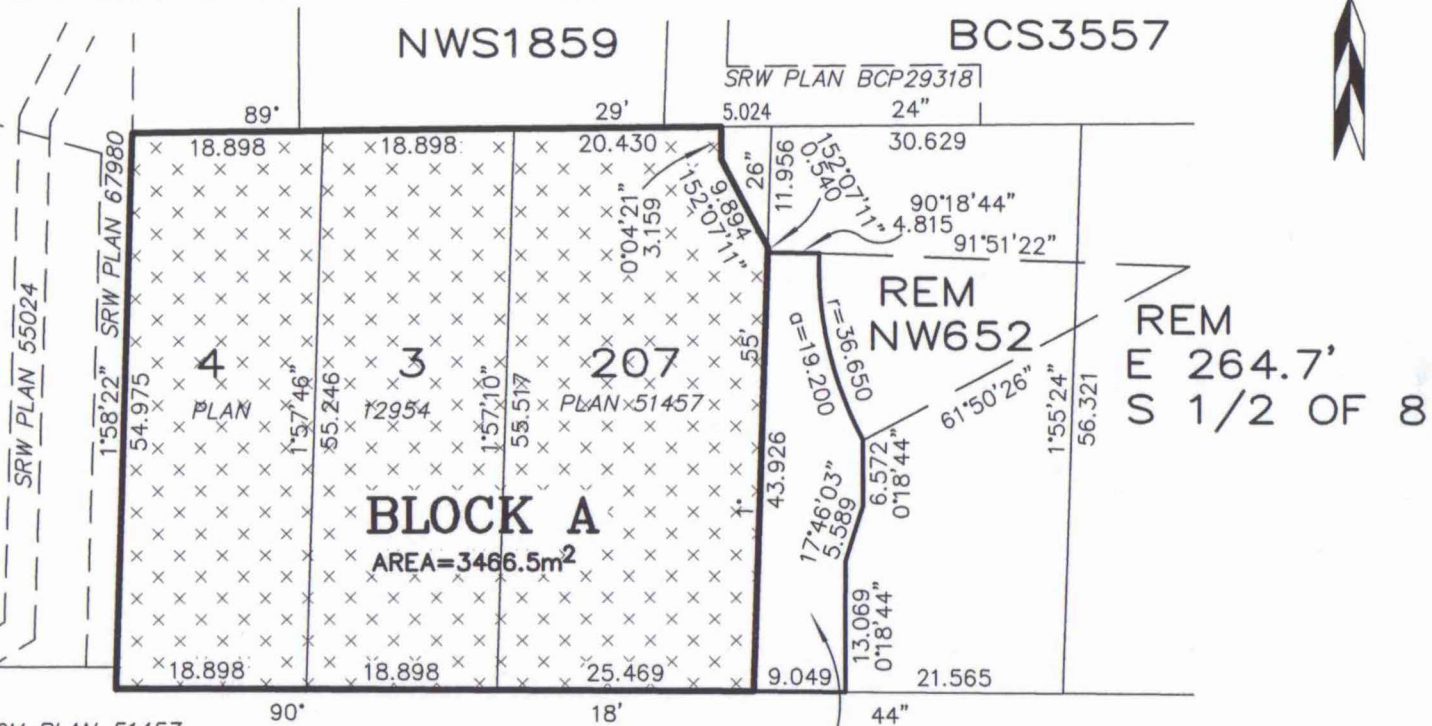 NWS1859
BCS3557
SRW PLAN BCP29318
89° 29' 5.024 24"
18.898 18.898 20.430 30.629
SRW PLAN 67980
SRW PLAN 55024
0°04'21"
3.159
9.894
152°07'11"
26"
11.956
152°07'11"
0.540
90°18'44"
4.815
91°51'22"
REM
NW652
REM
E 264.7'
S 1/2 OF 8
r=36.650
a=19.200
61°50'26"
4
PLAN
3
12954
207
PLAN 51457
1°58'22"
54.975
1°57'46"
55.246
1°57'10"
55.517
55'
1°
43.926
1°55'24"
56.321
6.572
0°18'44"
17°46'03"
5.589
13.069
0°18'44"
BLOCK A
AREA=3466.5m²
18.898 18.898 25.469 9.049 21.565
90° 18' 44"
PLAN 51457